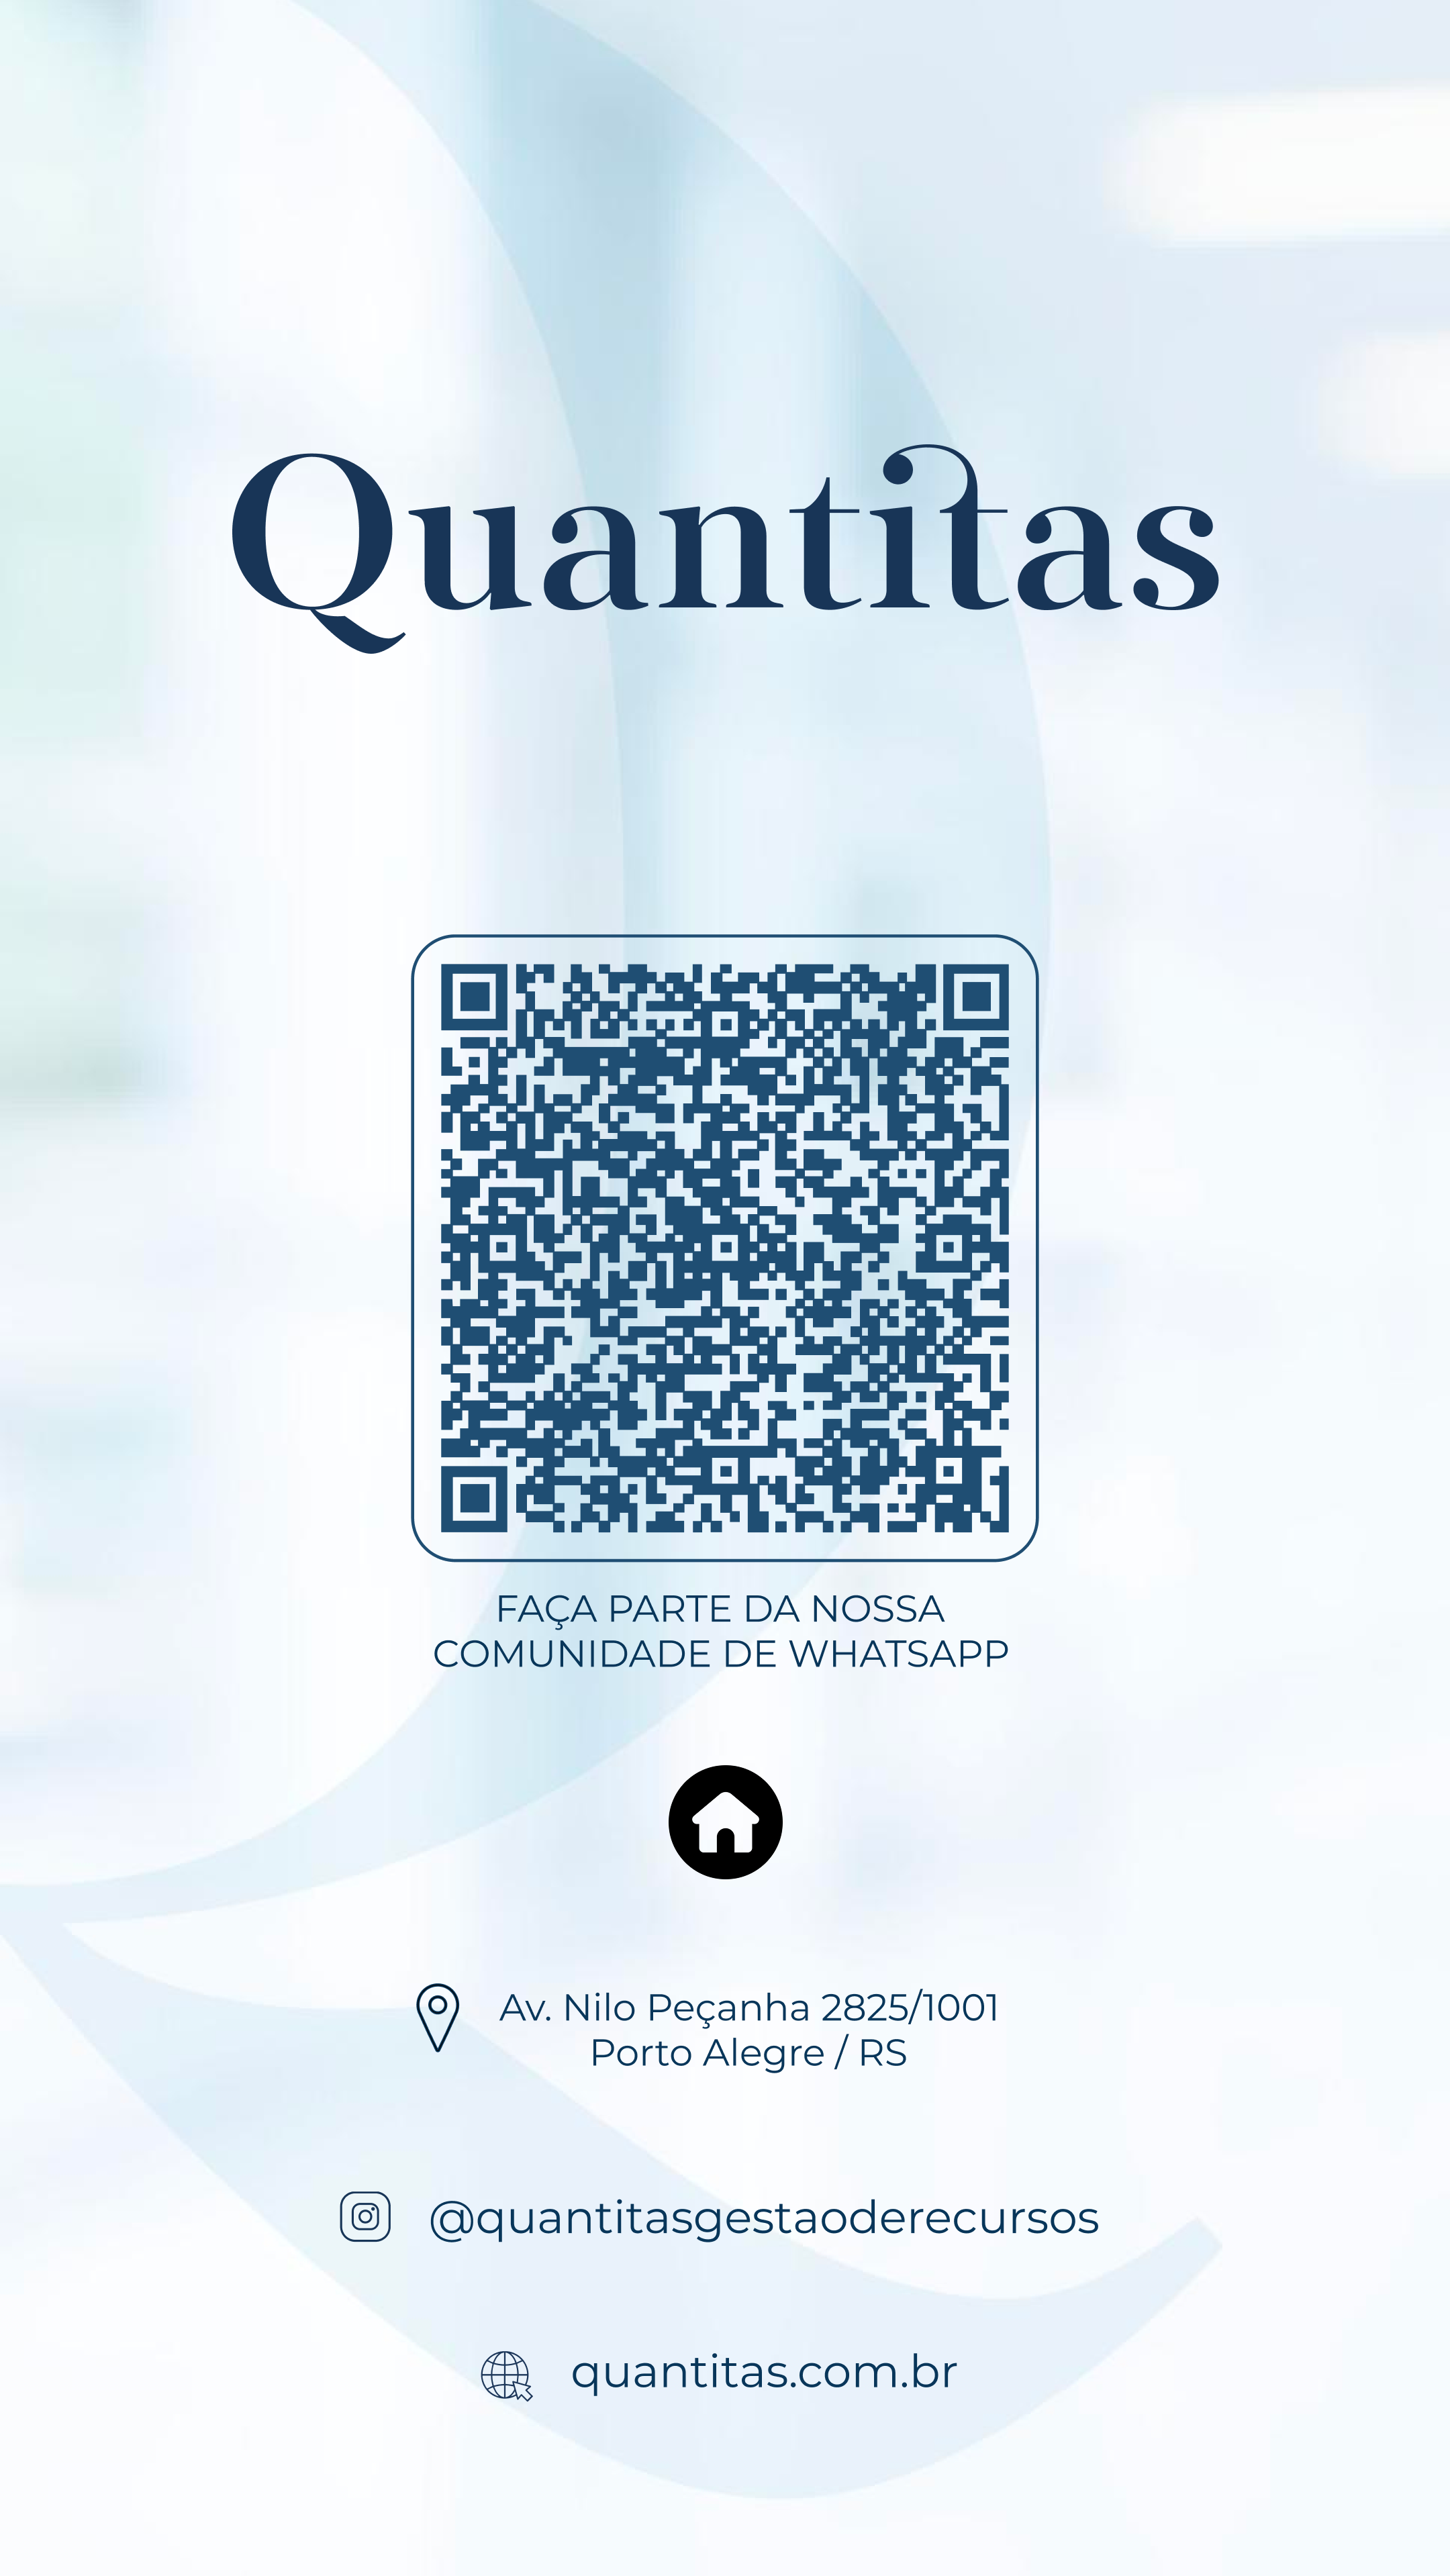 Quantitas
FAÇA PARTE DA NOSSA
COMUNIDADE DE WHATSAPP
Av. Nilo Peçanha 2825/1001
Porto Alegre / RS
@quantitasgestaoderecursos
quantitas.com.br